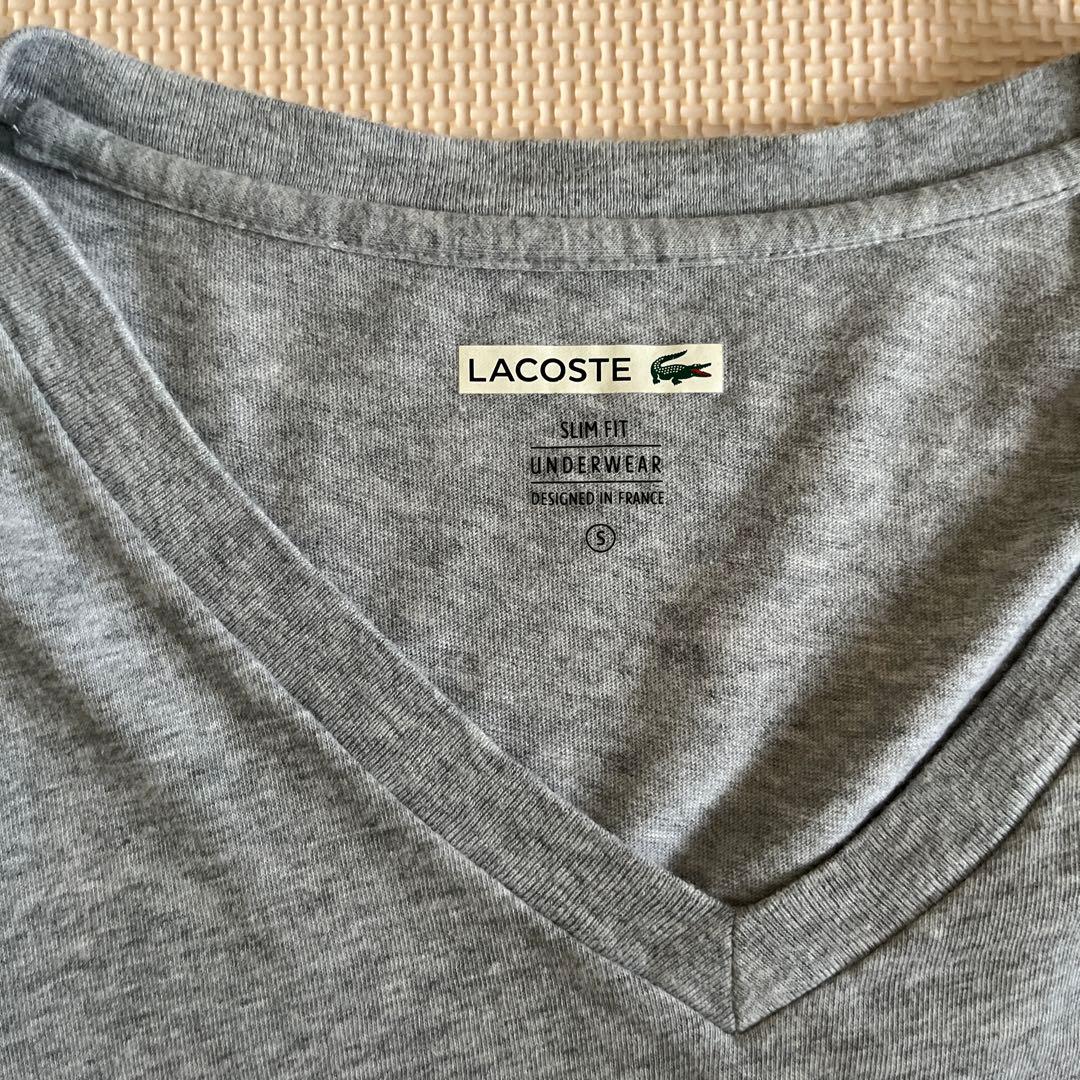 LACOSTE
SLIM FIT
UNDERWEAR
DESIGNED IN FRANCE
S